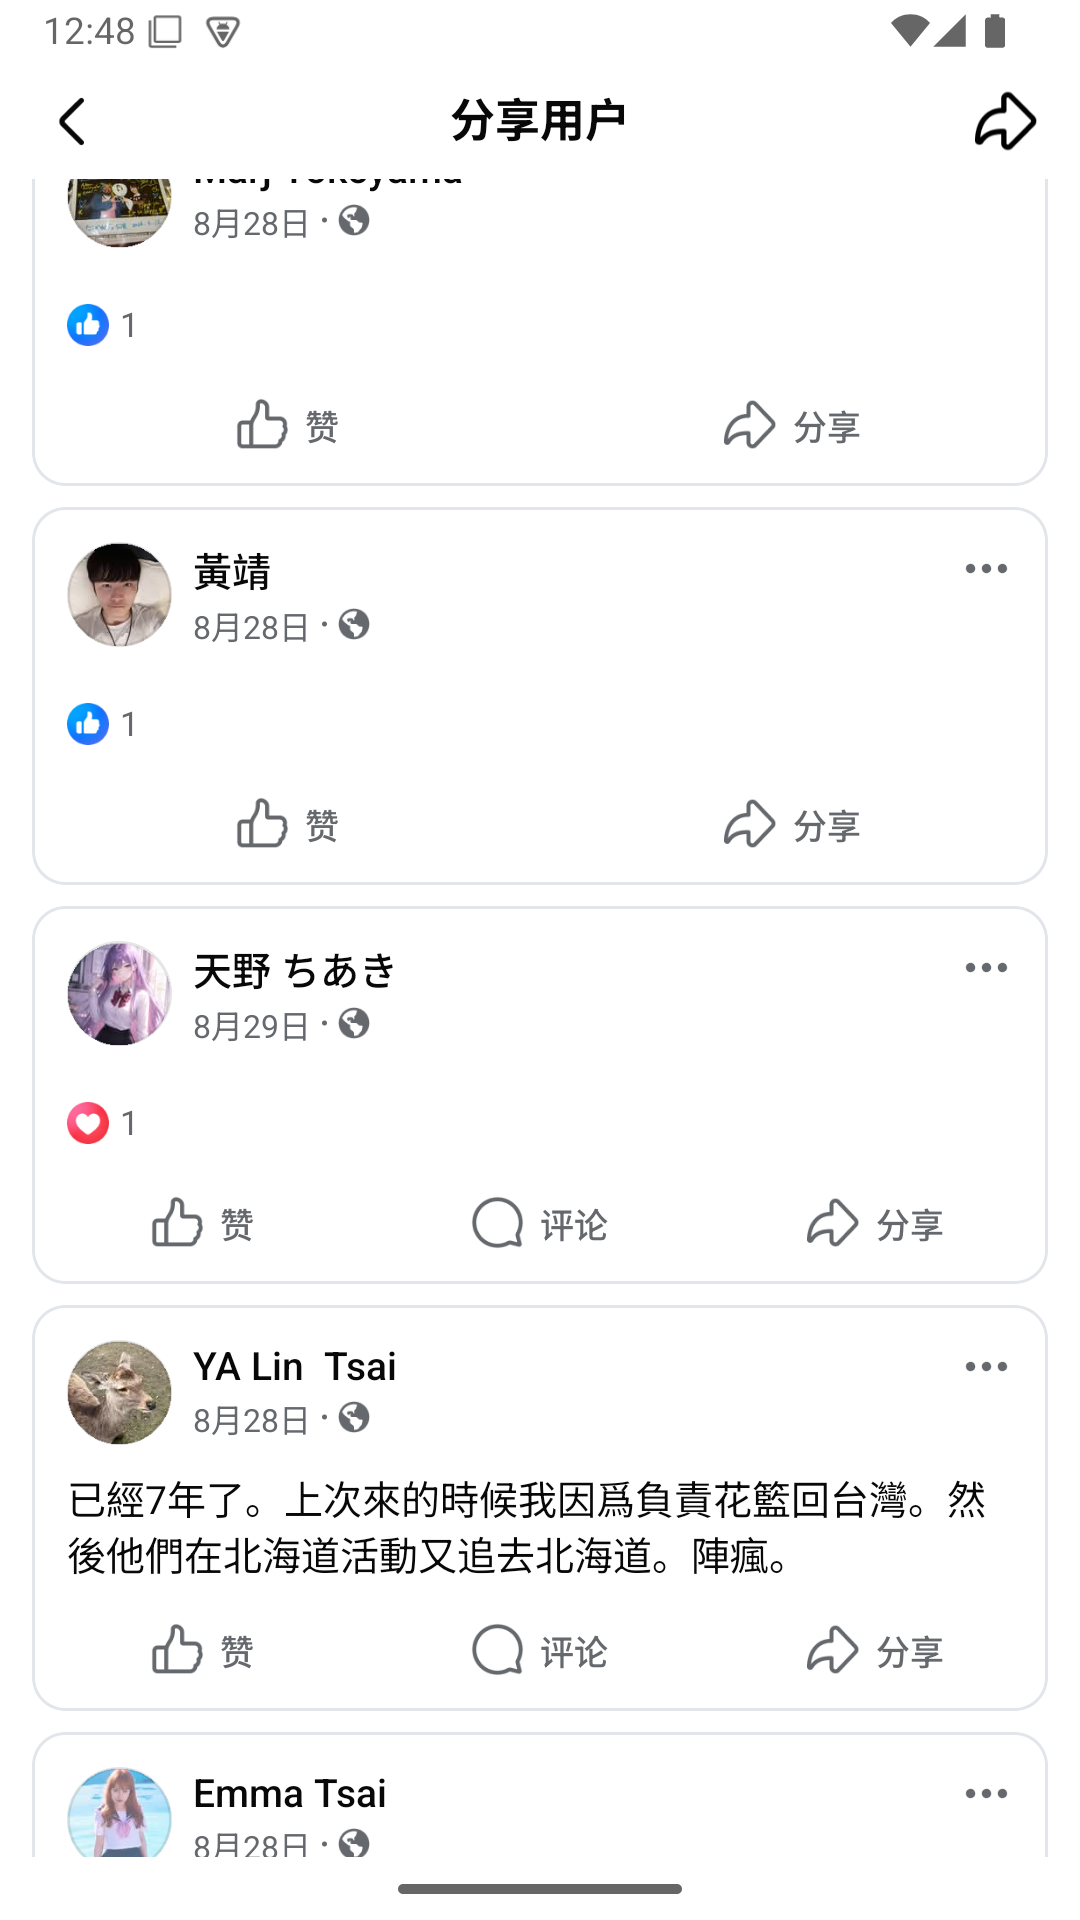 12:48
分享用户
8月28日 ·
1
赞 分享
黃靖
8月28日 ·
1
赞 分享
天野 ちあき
8月29日 ·
1
赞 评论 分享
YA Lin Tsai
8月28日 ·
已經7年了。上次來的時候我因爲負責花籃回台灣。然
後他們在北海道活動又追去北海道。陣瘋。
赞 评论 分享
Emma Tsai
8月28日 ·